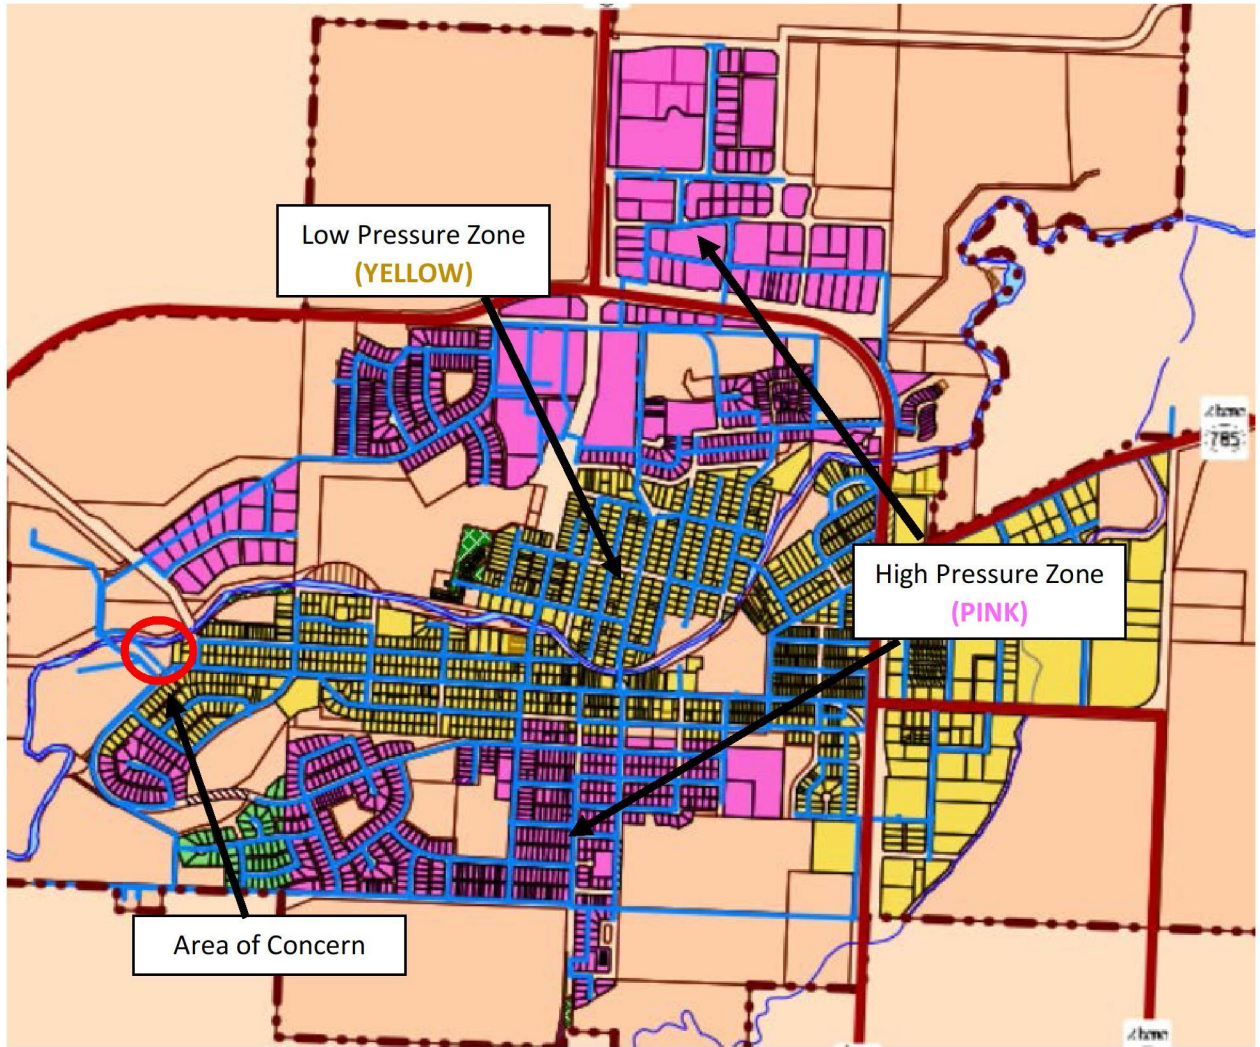 Low Pressure Zone
(YELLOW)
785
High Pressure Zone
(PINK)
Area of Concern